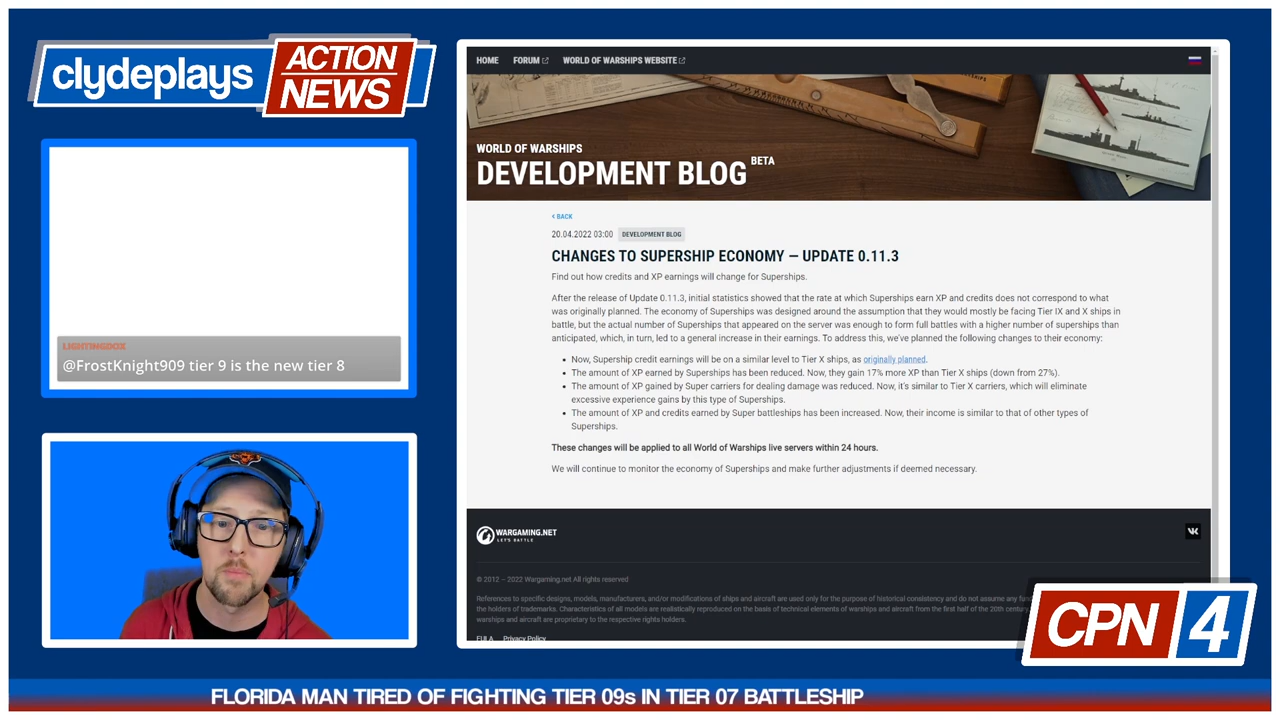 clydeplays
ACTION
NEWS
LIGHTINGDOX
@FrostKnight909 tier 9 is the new tier 8
HOME FORUM WORLD OF WARSHIPS WEBSITE
WORLD OF WARSHIPS
DEVELOPMENT BLOG BETA
‹ BACK
20.04.2022 03:00 DEVELOPMENT BLOG
CHANGES TO SUPERSHIP ECONOMY — UPDATE 0.11.3
Find out how credits and XP earnings will change for Superships.
After the release of Update 0.11.3, initial statistics showed that the rate at which Superships earn XP and credits does not correspond to what
was originally planned. The economy of Superships was designed around the assumption that they would mostly be facing Tier IX and X ships in
battle, but the actual number of Superships that appeared on the server was enough to form full battles with a higher number of superships than
anticipated, which, in turn, led to a general increase in their earnings. To address this, we've planned the following changes to their economy:
• Now, Supership credit earnings will be on a similar level to Tier X ships, as originally planned.
• The amount of XP earned by Superships has been reduced. Now, they gain 17% more XP than Tier X ships (down from 27%).
• The amount of XP gained by Super carriers for dealing damage was reduced. Now, it's similar to Tier X carriers, which will eliminate
excessive experience gains by this type of Superships.
• The amount of XP and credits earned by Super battleships has been increased. Now, their income is similar to that of other types of
Superships.
These changes will be applied to all World of Warships live servers within 24 hours.
We will continue to monitor the economy of Superships and make further adjustments if deemed necessary.
WARGAMING.NET
LET'S BATTLE
© 2012 – 2022 Wargaming.net All rights reserved
References to specific designs, models, manufacturers, and/or modifications of ships and aircraft are used only for the purpose of historical consistency and do not assume any
the holders of trademarks. Characteristics of all models are realistically reproduced on the basis of technical elements of warships and aircraft from the first half of the 20th century.
warships and aircraft are proprietary to the respective rights holders.
EULA Privacy Policy
CPN 4
FLORIDA MAN TIRED OF FIGHTING TIER 09s IN TIER 07 BATTLESHIP